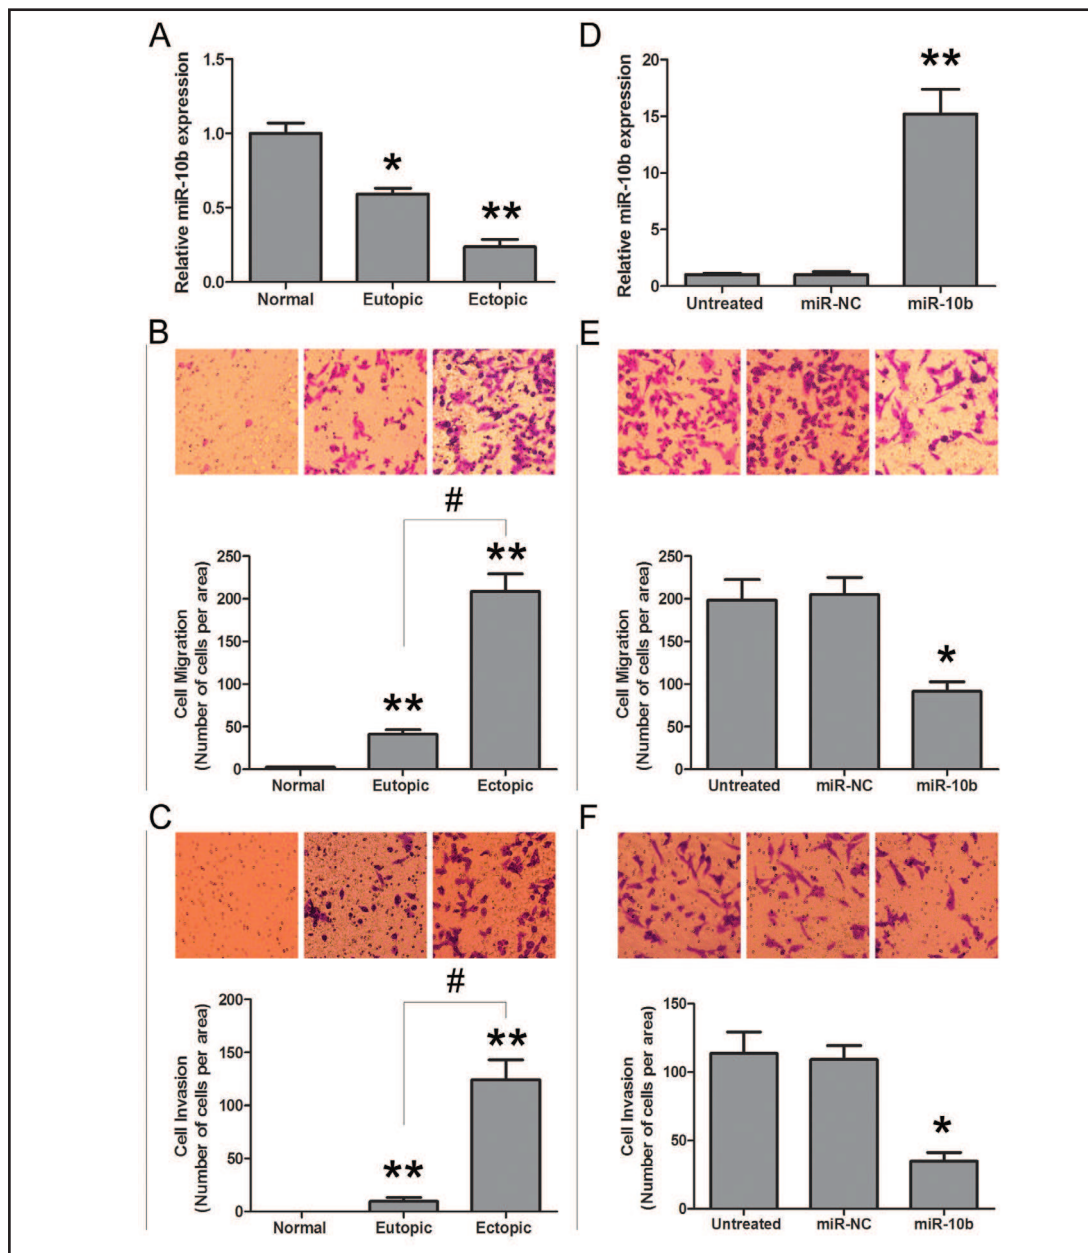 A
Relative miR-10b expression
1.5
1.0
0.5
0.0
*
**
Normal Eutopic Ectopic
D
Relative miR-10b expression
20
15
10
5
0
**
Untreated miR-NC miR-10b
B
#
Cell Migration
(Number of cells per area)
250
200
150
100
50
0
**
**
Normal Eutopic Ectopic
E
Cell Migration
(Number of cells per area)
250
200
150
100
50
0
*
Untreated miR-NC miR-10b
C
#
Cell Invasion
(Number of cells per area)
200
150
100
50
0
**
**
Normal Eutopic Ectopic
F
Cell Invasion
(Number of cells per area)
150
100
50
0
*
Untreated miR-NC miR-10b